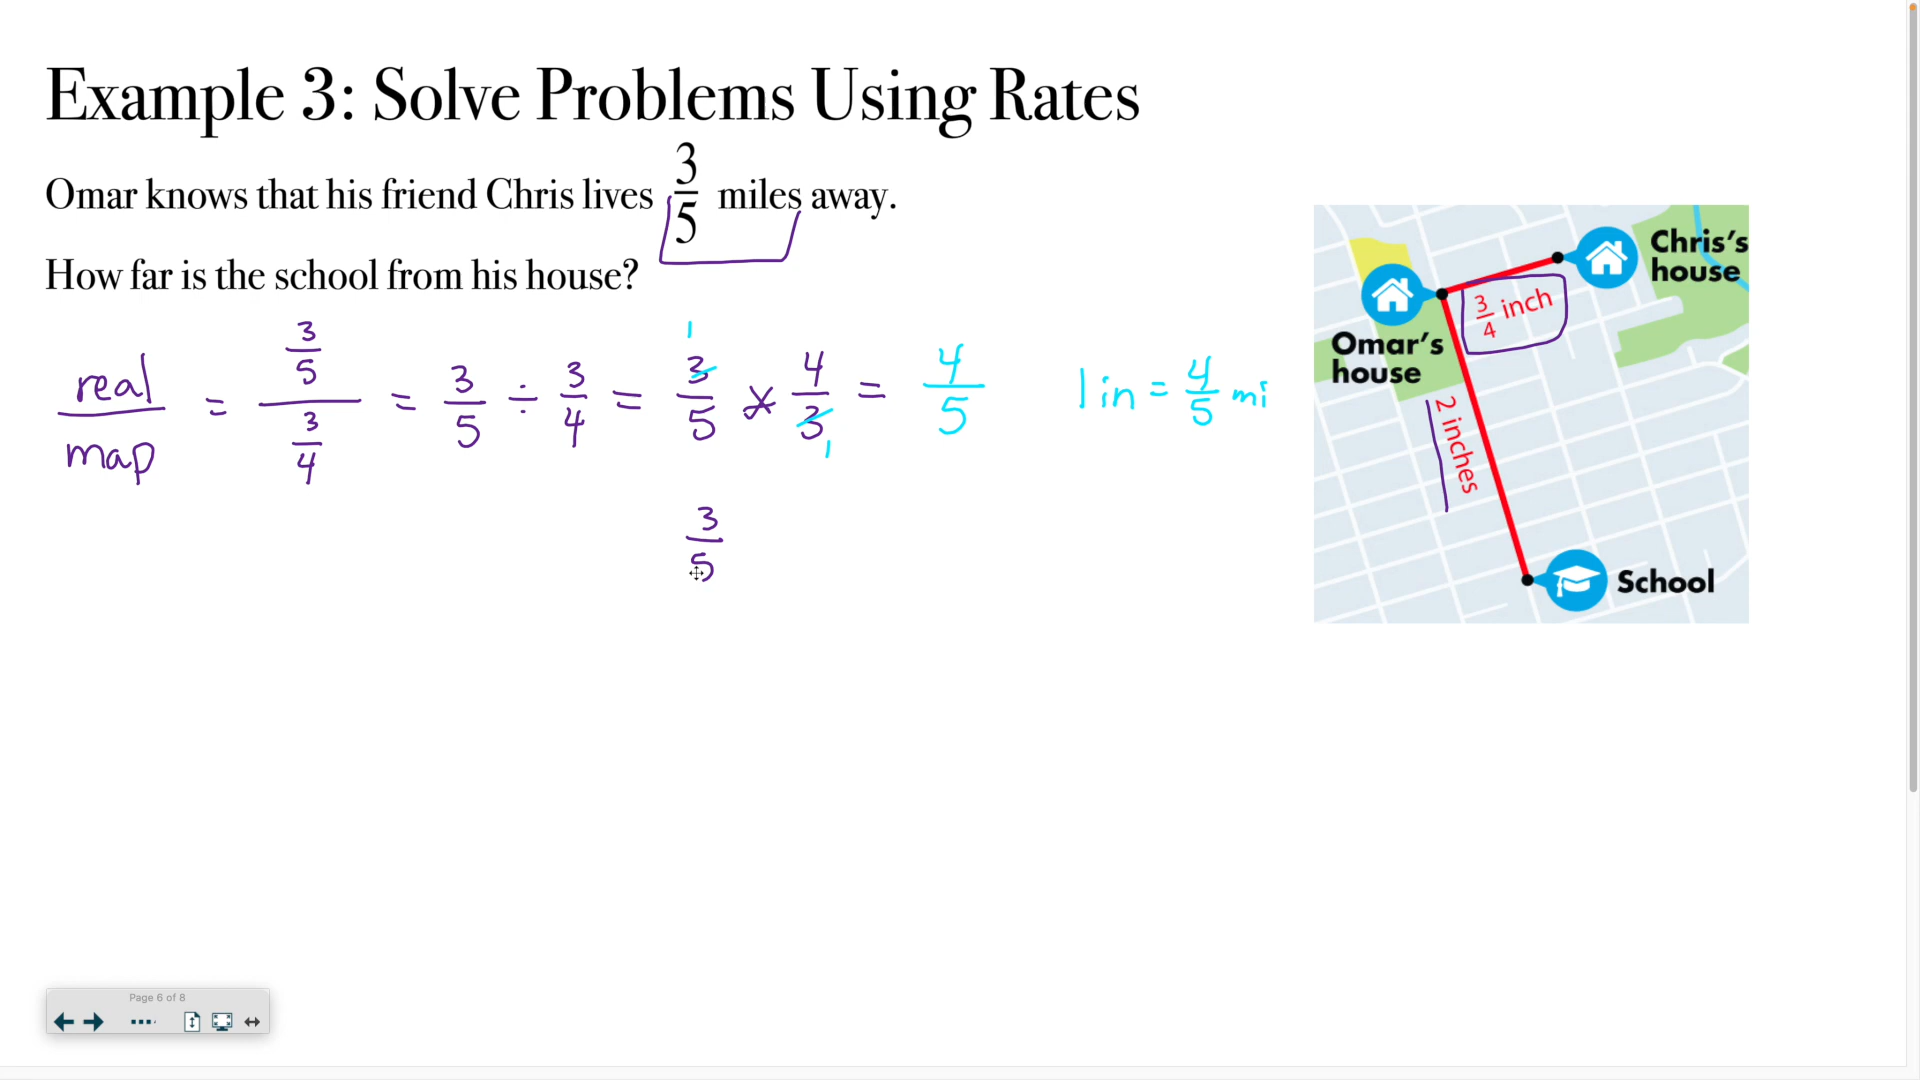 Example 3: Solve Problems Using Rates
Omar knows that his friend Chris lives 3/5 miles away.
How far is the school from his house?
real/map = (3/5)/(3/4) = 3/5 ÷ 3/4 = 3/5 × 4/3 = 4/5
1
1
1 in = 4/5 mi
3/5
Chris's
house
3/4 inch
Omar's
house
2 inches
School
Page 6 of 8